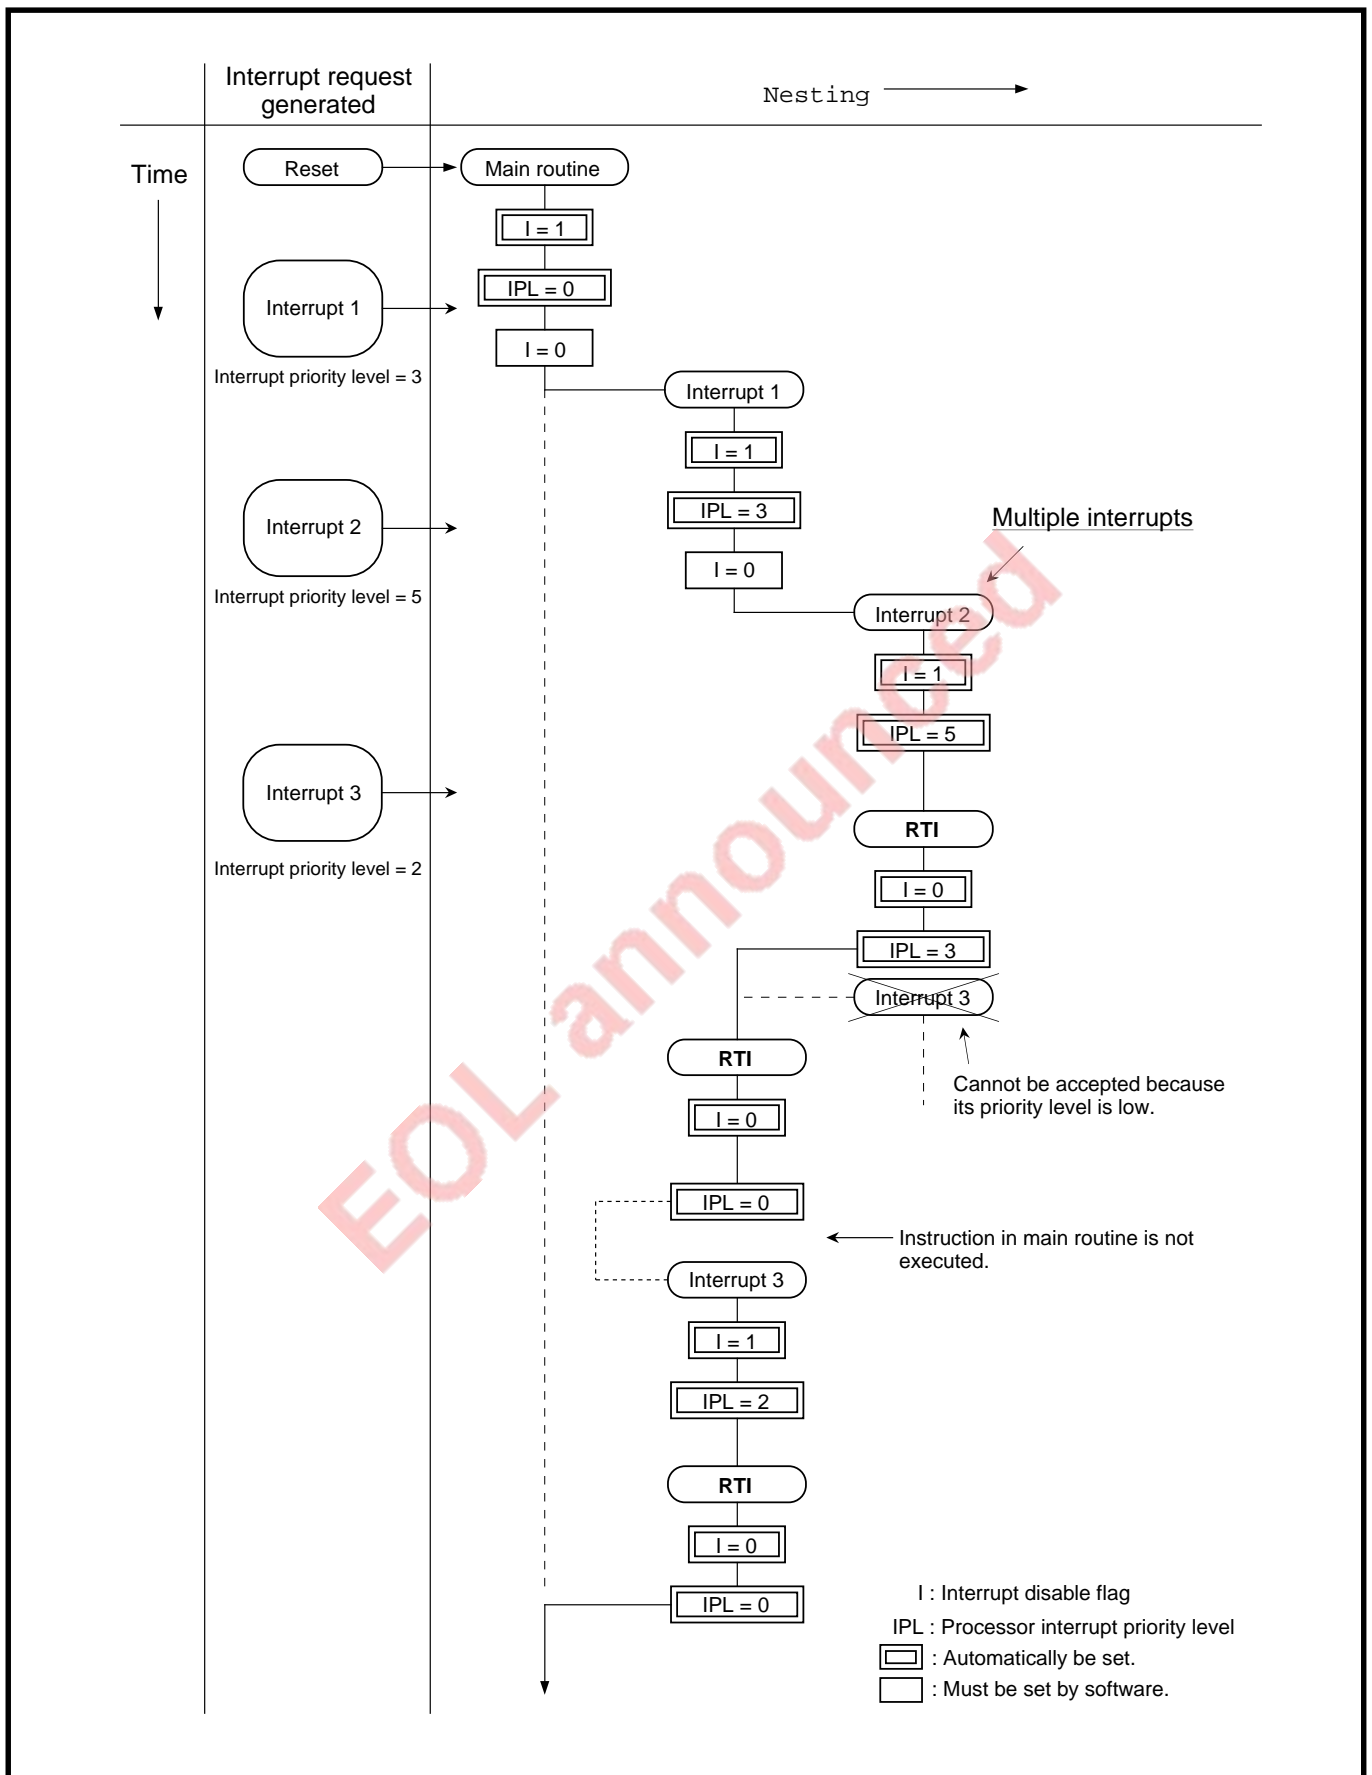 Interrupt request
generated
Nesting
Time
Reset
Main routine
I = 1
IPL = 0
Interrupt 1
I = 0
Interrupt priority level = 3
Interrupt 1
I = 1
IPL = 3
Interrupt 2
Multiple interrupts
I = 0
Interrupt priority level = 5
Interrupt 2
I = 1
IPL = 5
Interrupt 3
RTI
Interrupt priority level = 2
I = 0
IPL = 3
Interrupt 3
RTI
Cannot be accepted because
its priority level is low.
I = 0
IPL = 0
Instruction in main routine is not
executed.
Interrupt 3
I = 1
IPL = 2
RTI
I = 0
IPL = 0
I : Interrupt disable flag
IPL : Processor interrupt priority level
: Automatically be set.
: Must be set by software.
EOL announced